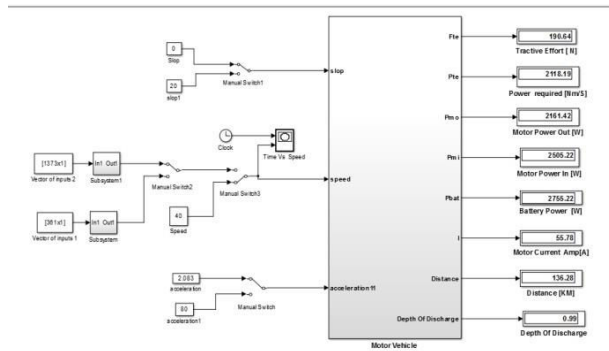 0
Slop
20
slop1
Manual Switch1
slop
Clock
Time Vs Speed
[1373x1]
Vector of inputs 2
In1 Out1
Subsystem1
Manual Switch2
Manual Switch3
speed
[381x1]
Vector of inputs 1
In1 Out1
Subsystem
40
Speed
2.083
acceleration
80
acceleration1
Manual Switch
acceleration11
Motor Vehicle
Fte
196.64
Tractive Effort [ N]
Pte
2118.19
Power required [Nm/S]
Pmo
2161.42
Motor Power Out [W]
Pmi
2505.22
Motor Power In [W]
Pbat
2755.22
Battery Power [W]
I
55.78
Motor Current Amp[A]
Distance
136.28
Distance [KM]
Depth Of Discharge
0.99
Depth Of Discharge